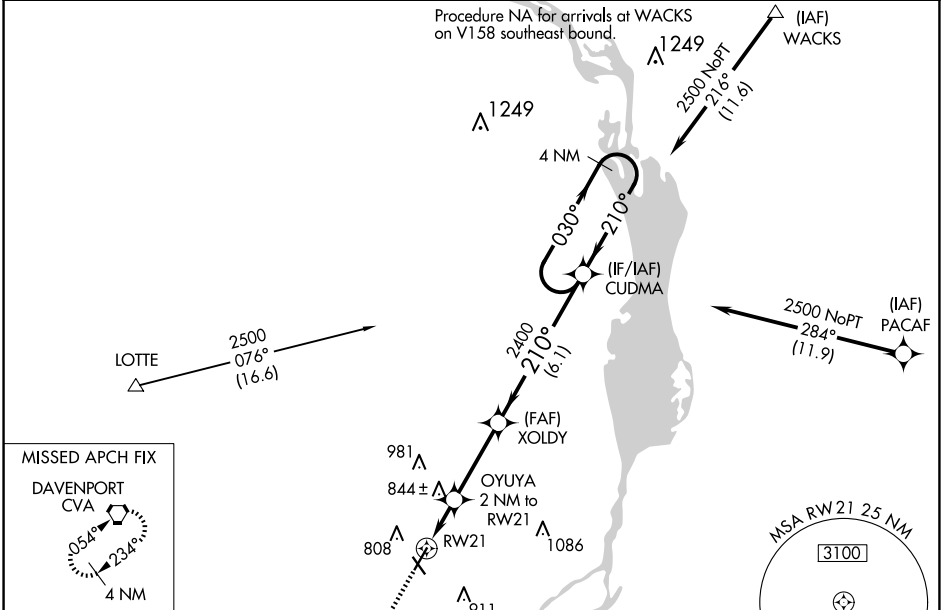 Procedure NA for arrivals at WACKS
on V158 southeast bound.
(IAF)
WACKS
1249
2500 NoPT
216°
(11.6)
1249
4 NM
030°
210°
(IF/IAF)
CUDMA
2500 NoPT
284°
(11.9)
(IAF)
PACAF
2500
076°
(16.6)
LOTTE
2400
210°
(6.1)
(FAF)
XOLDY
981
844±
OYUYA
2 NM to
RW21
808
RW21
1086
911
MISSED APCH FIX
DAVENPORT
CVA
054°
234°
4 NM
MSA RW21 25 NM
3100